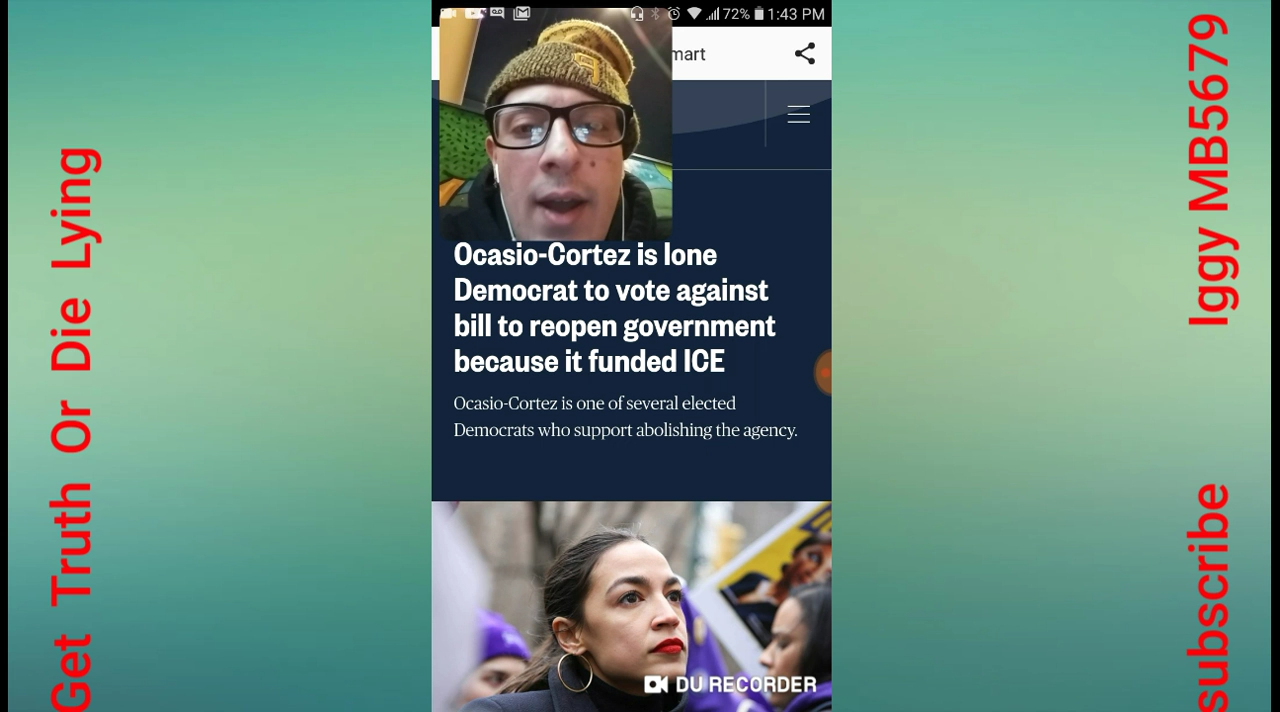 72% 1:43 PM
mart
Ocasio-Cortez is lone
Democrat to vote against
bill to reopen government
because it funded ICE
Ocasio-Cortez is one of several elected
Democrats who support abolishing the agency.
DU RECORDER
Get Truth Or Die Lying
subscribe Iggy MB5679
P